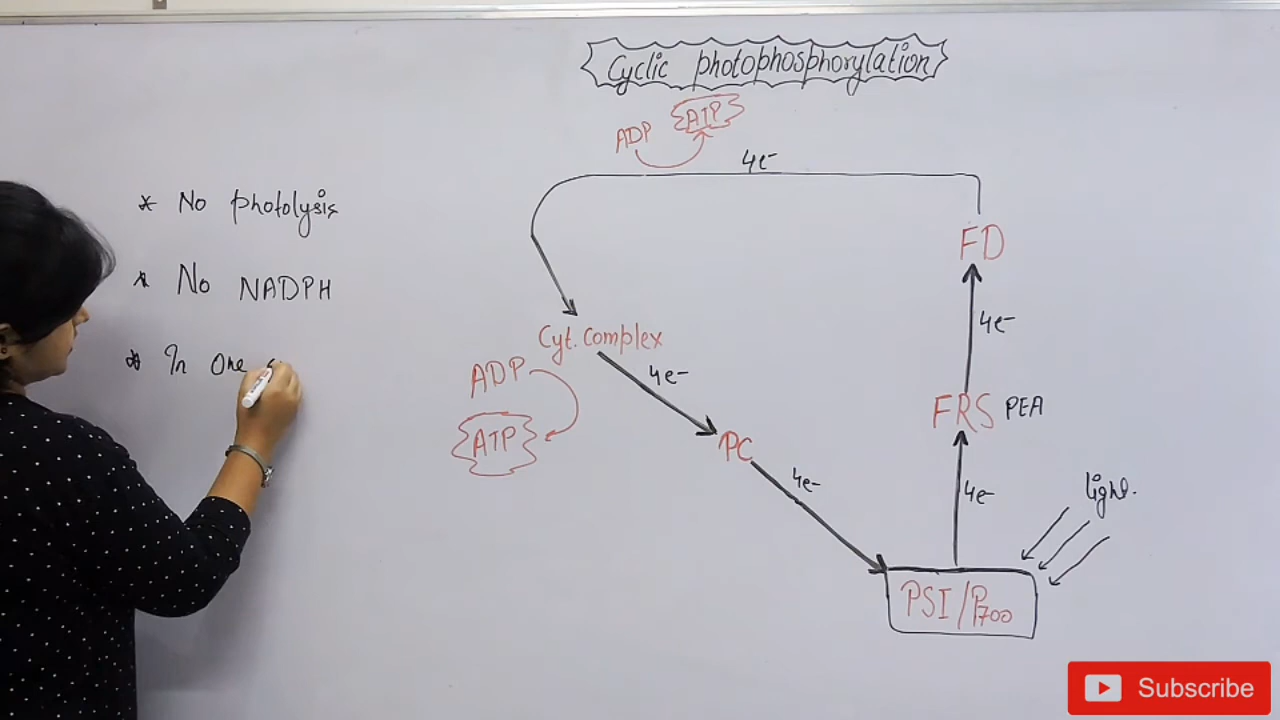 Cyclic photophosphorylation
ADP ATP
4e-
* No photolysis
* No NADPH
* In One
FD
4e-
Cyt. Complex
ADP
ATP
4e-
FRS PEA
PC
4e-
4e-
light.
PSI/P700
Subscribe